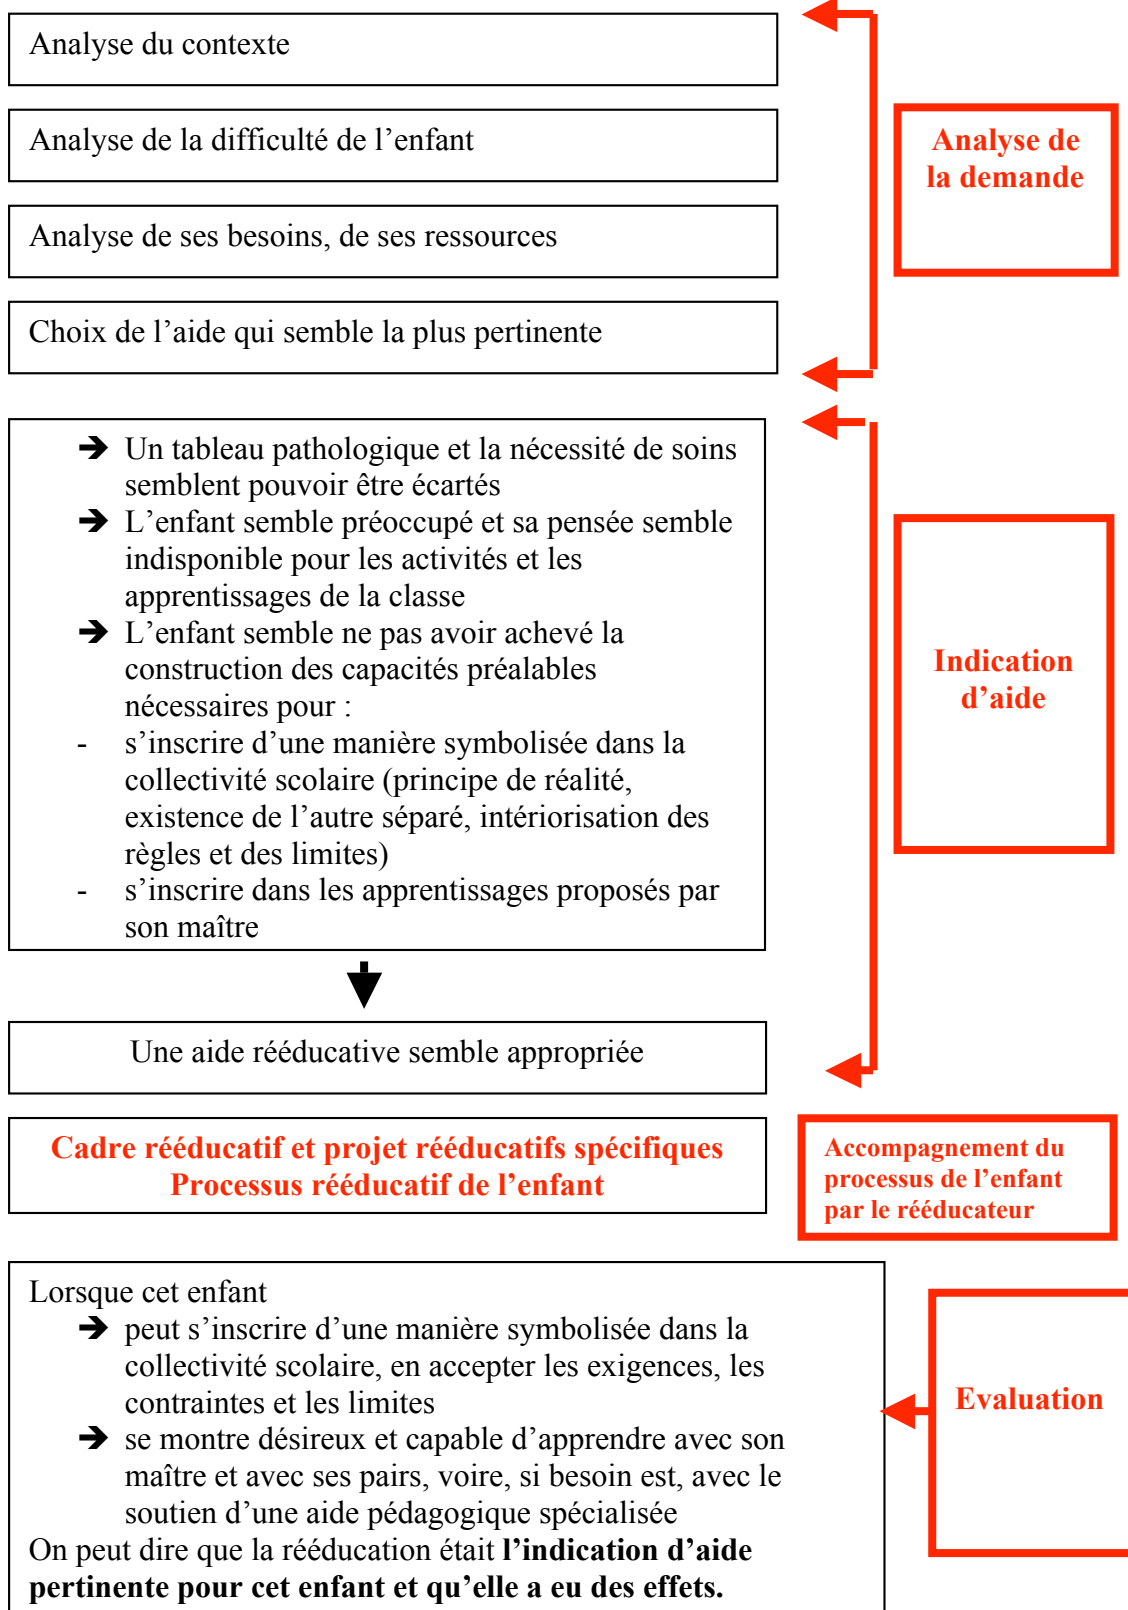 Analyse du contexte
Analyse de la difficulté de l’enfant
Analyse de ses besoins, de ses ressources
Choix de l’aide qui semble la plus pertinente
Analyse de
la demande
➔ Un tableau pathologique et la nécessité de soins
semblent pouvoir être écartés
➔ L’enfant semble préoccupé et sa pensée semble
indisponible pour les activités et les
apprentissages de la classe
➔ L’enfant semble ne pas avoir achevé la
construction des capacités préalables
nécessaires pour :
- s’inscrire d’une manière symbolisée dans la
collectivité scolaire (principe de réalité,
existence de l’autre séparé, intériorisation des
règles et des limites)
- s’inscrire dans les apprentissages proposés par
son maître
Indication
d’aide
Une aide rééducative semble appropriée
Cadre rééducatif et projet rééducatifs spécifiques
Processus rééducatif de l’enfant
Accompagnement du
processus de l’enfant
par le rééducateur
Lorsque cet enfant
➔ peut s’inscrire d’une manière symbolisée dans la
collectivité scolaire, en accepter les exigences, les
contraintes et les limites
➔ se montre désireux et capable d’apprendre avec son
maître et avec ses pairs, voire, si besoin est, avec le
soutien d’une aide pédagogique spécialisée
On peut dire que la rééducation était l’indication d’aide
pertinente pour cet enfant et qu’elle a eu des effets.
Evaluation